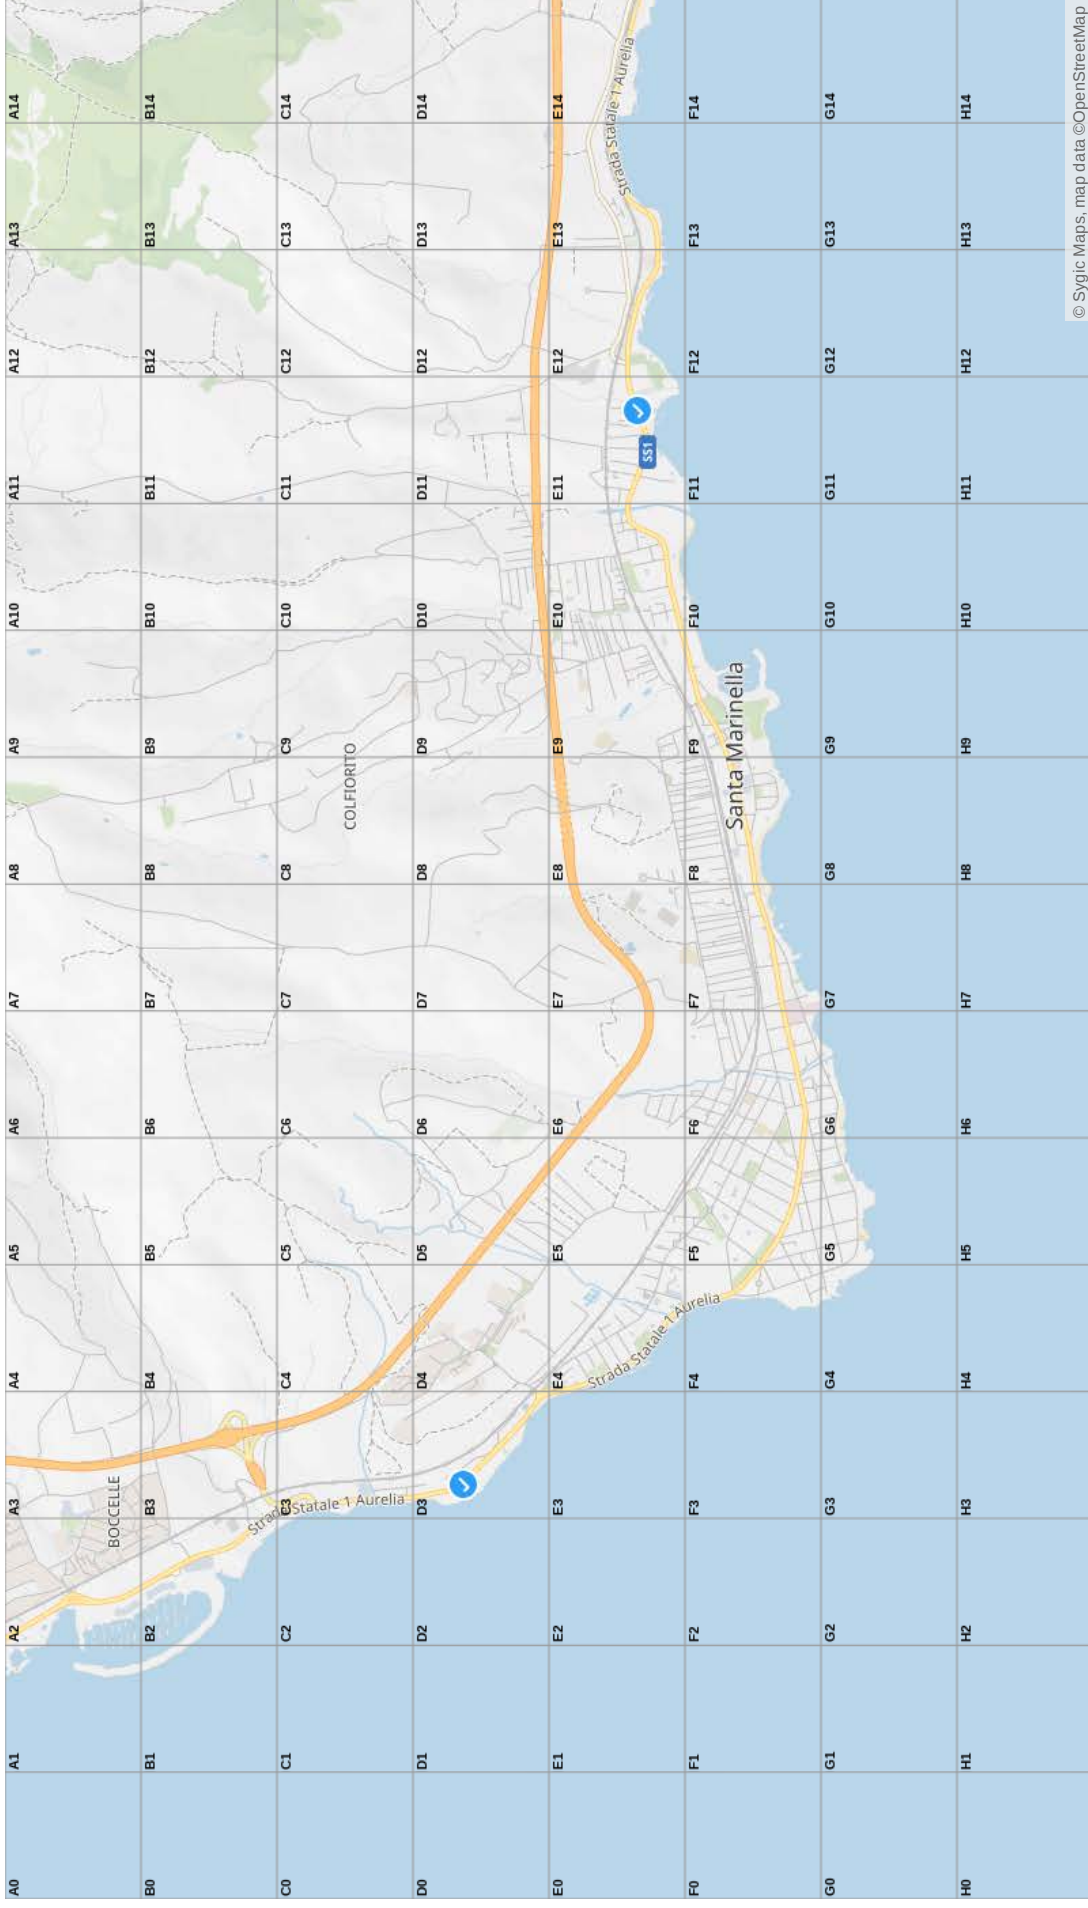 A0 A1 A2 A3 A4 A5 A6 A7 A8 A9 A10 A11 A12 A13 A14
BOCCELLE
B0 B1 B2 B3 B4 B5 B6 B7 B8 B9 B10 B11 B12 B13 B14
C0 C1 C2 C3 C4 C5 C6 C7 C8 C9 C10 C11 C12 C13 C14
Strada Statale 1 Aurelia
COLFIORITO
D0 D1 D2 D3 D4 D5 D6 D7 D8 D9 D10 D11 D12 D13 D14
E0 E1 E2 E3 E4 E5 E6 E7 E8 E9 E10 E11 E12 E13 E14
Strada Statale 1 Aurelia
Strada Statale 1 Aurelia
SS1
F0 F1 F2 F3 F4 F5 F6 F7 F8 F9 F10 F11 F12 F13 F14
Santa Marinella
G0 G1 G2 G3 G4 G5 G6 G7 G8 G9 G10 G11 G12 G13 G14
H0 H1 H2 H3 H4 H5 H6 H7 H8 H9 H10 H11 H12 H13 H14
© Sygic Maps, map data ©OpenStreetMap